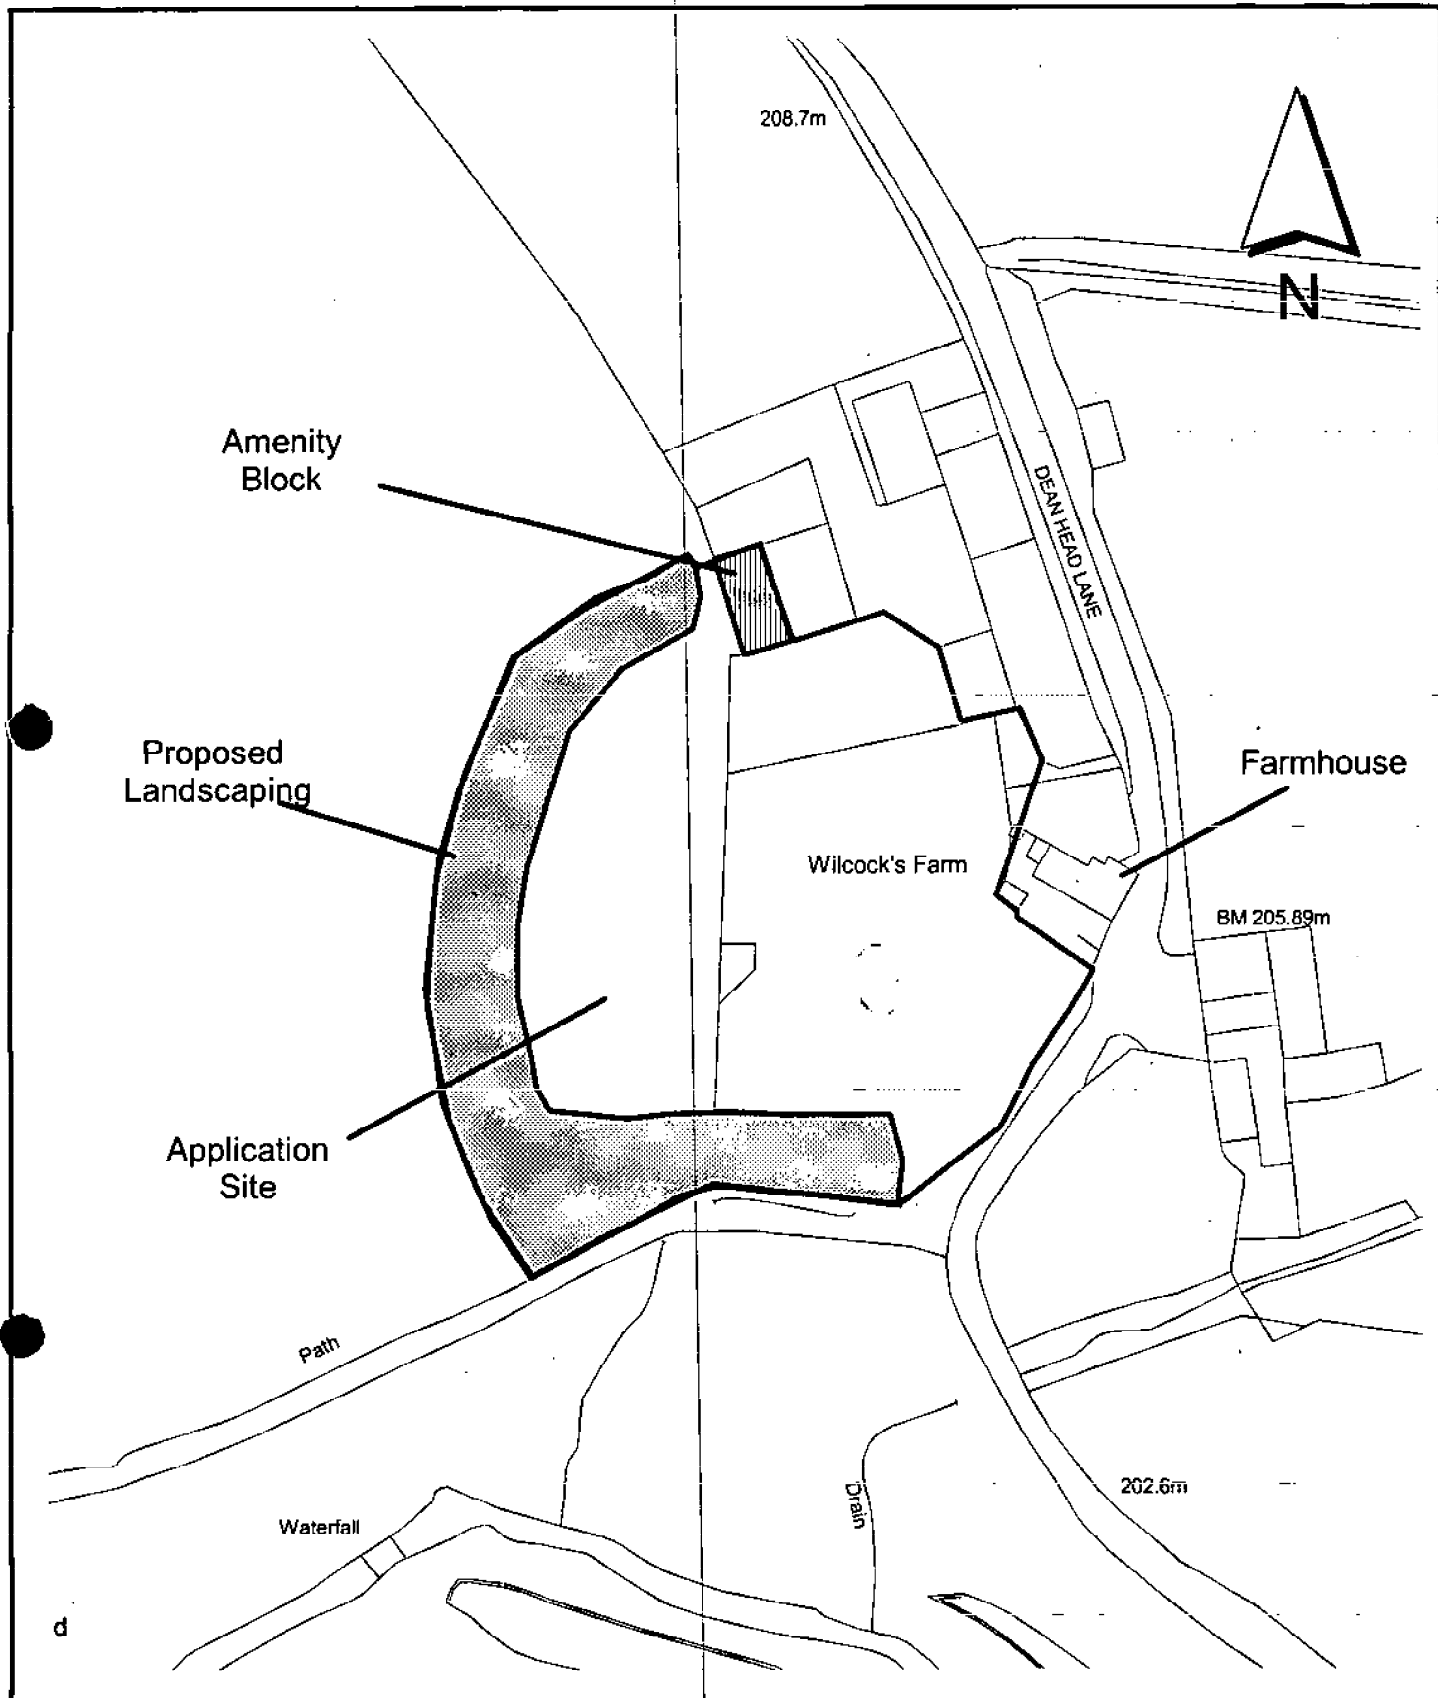 208.7m
N
Amenity
Block
DEAN HEAD LANE
Proposed
Landscaping
Farmhouse
Wilcock's Farm
BM 205.89m
Application
Site
Path
202.6m
Drain
Waterfall
d